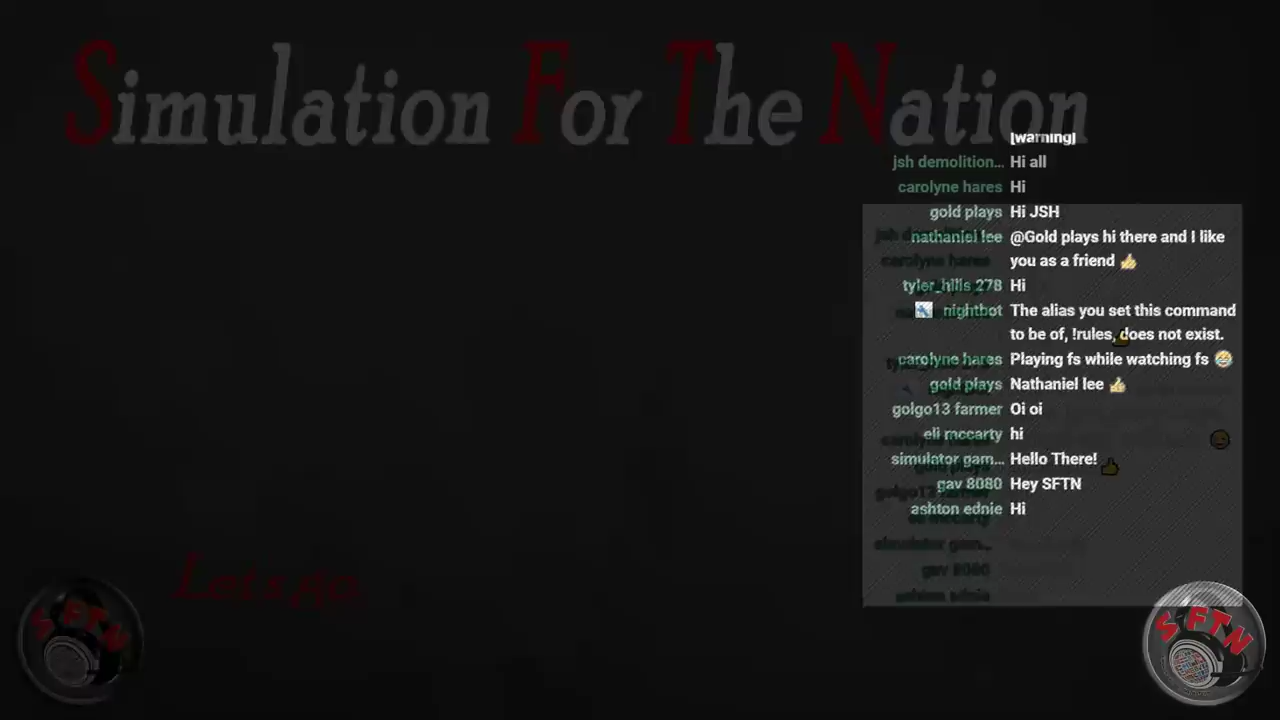 Simulation For The Nation
[warning]
jsh demolition… Hi all
carolyne hares Hi
gold plays Hi JSH
nathaniel lee @Gold plays hi there and I like
you as a friend 👍
tyler_hills 278 Hi
nightbot The alias you set this command
to be of, !rules, does not exist.
carolyne hares Playing fs while watching fs 😂
gold plays Nathaniel lee 👍
golgo13 farmer Oi oi
eli mccarty hi
simulator gam… Hello There!
gav 8080 Hey SFTN
ashton ednie Hi
Lets go
SFTN
SFTN